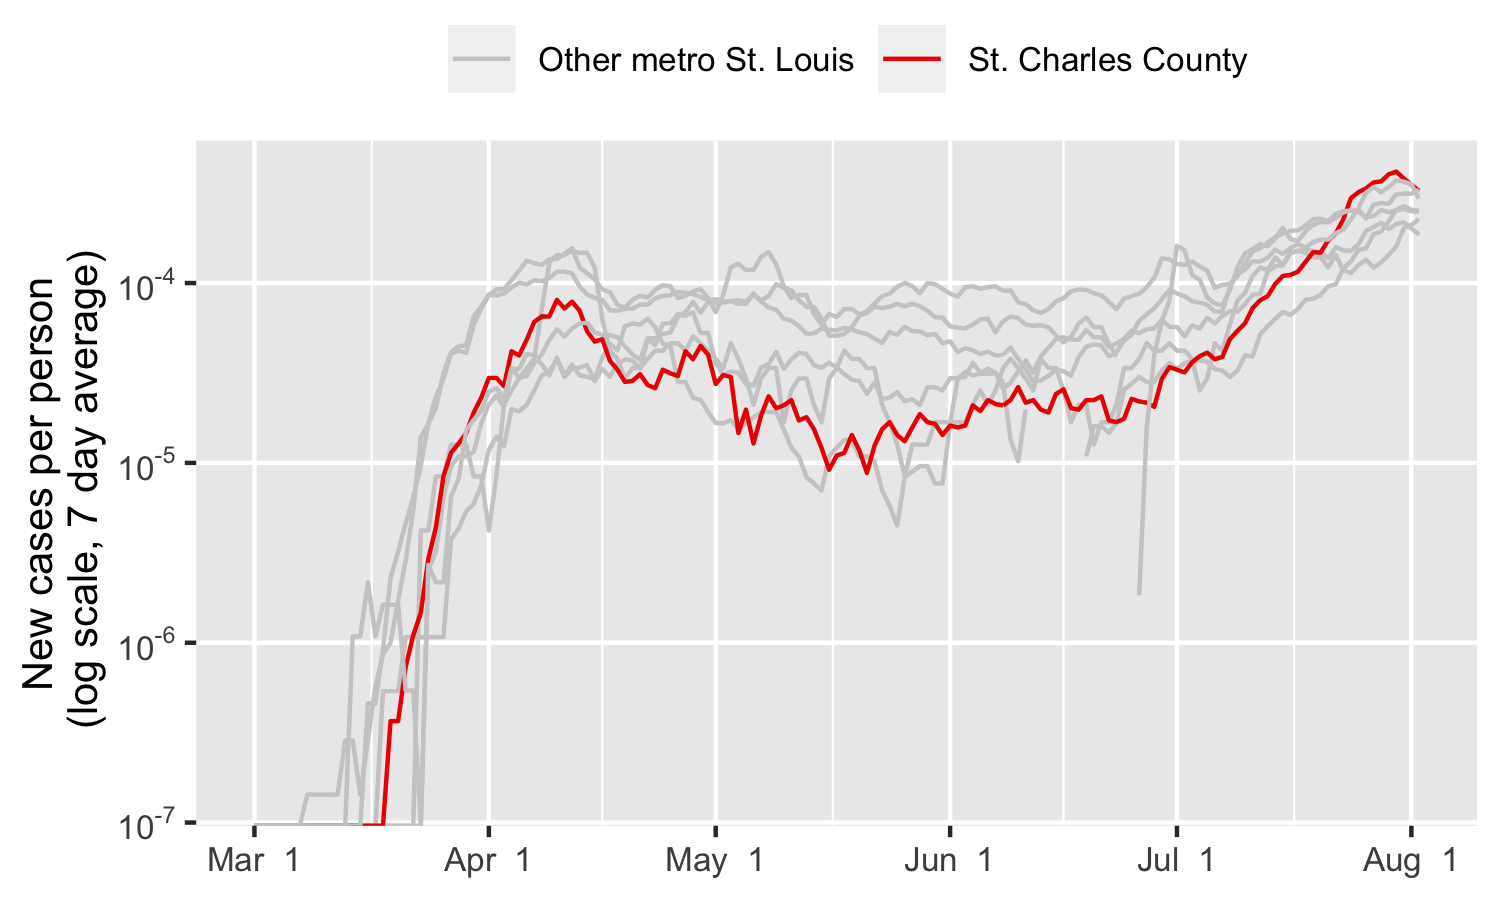 Other metro St. Louis St. Charles County
New cases per person
(log scale, 7 day average)
10-4
10-5
10-6
10-7
Mar 1 Apr 1 May 1 Jun 1 Jul 1 Aug 1